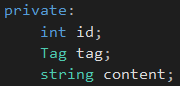 private:
    int id;
    Tag tag;
    string content;